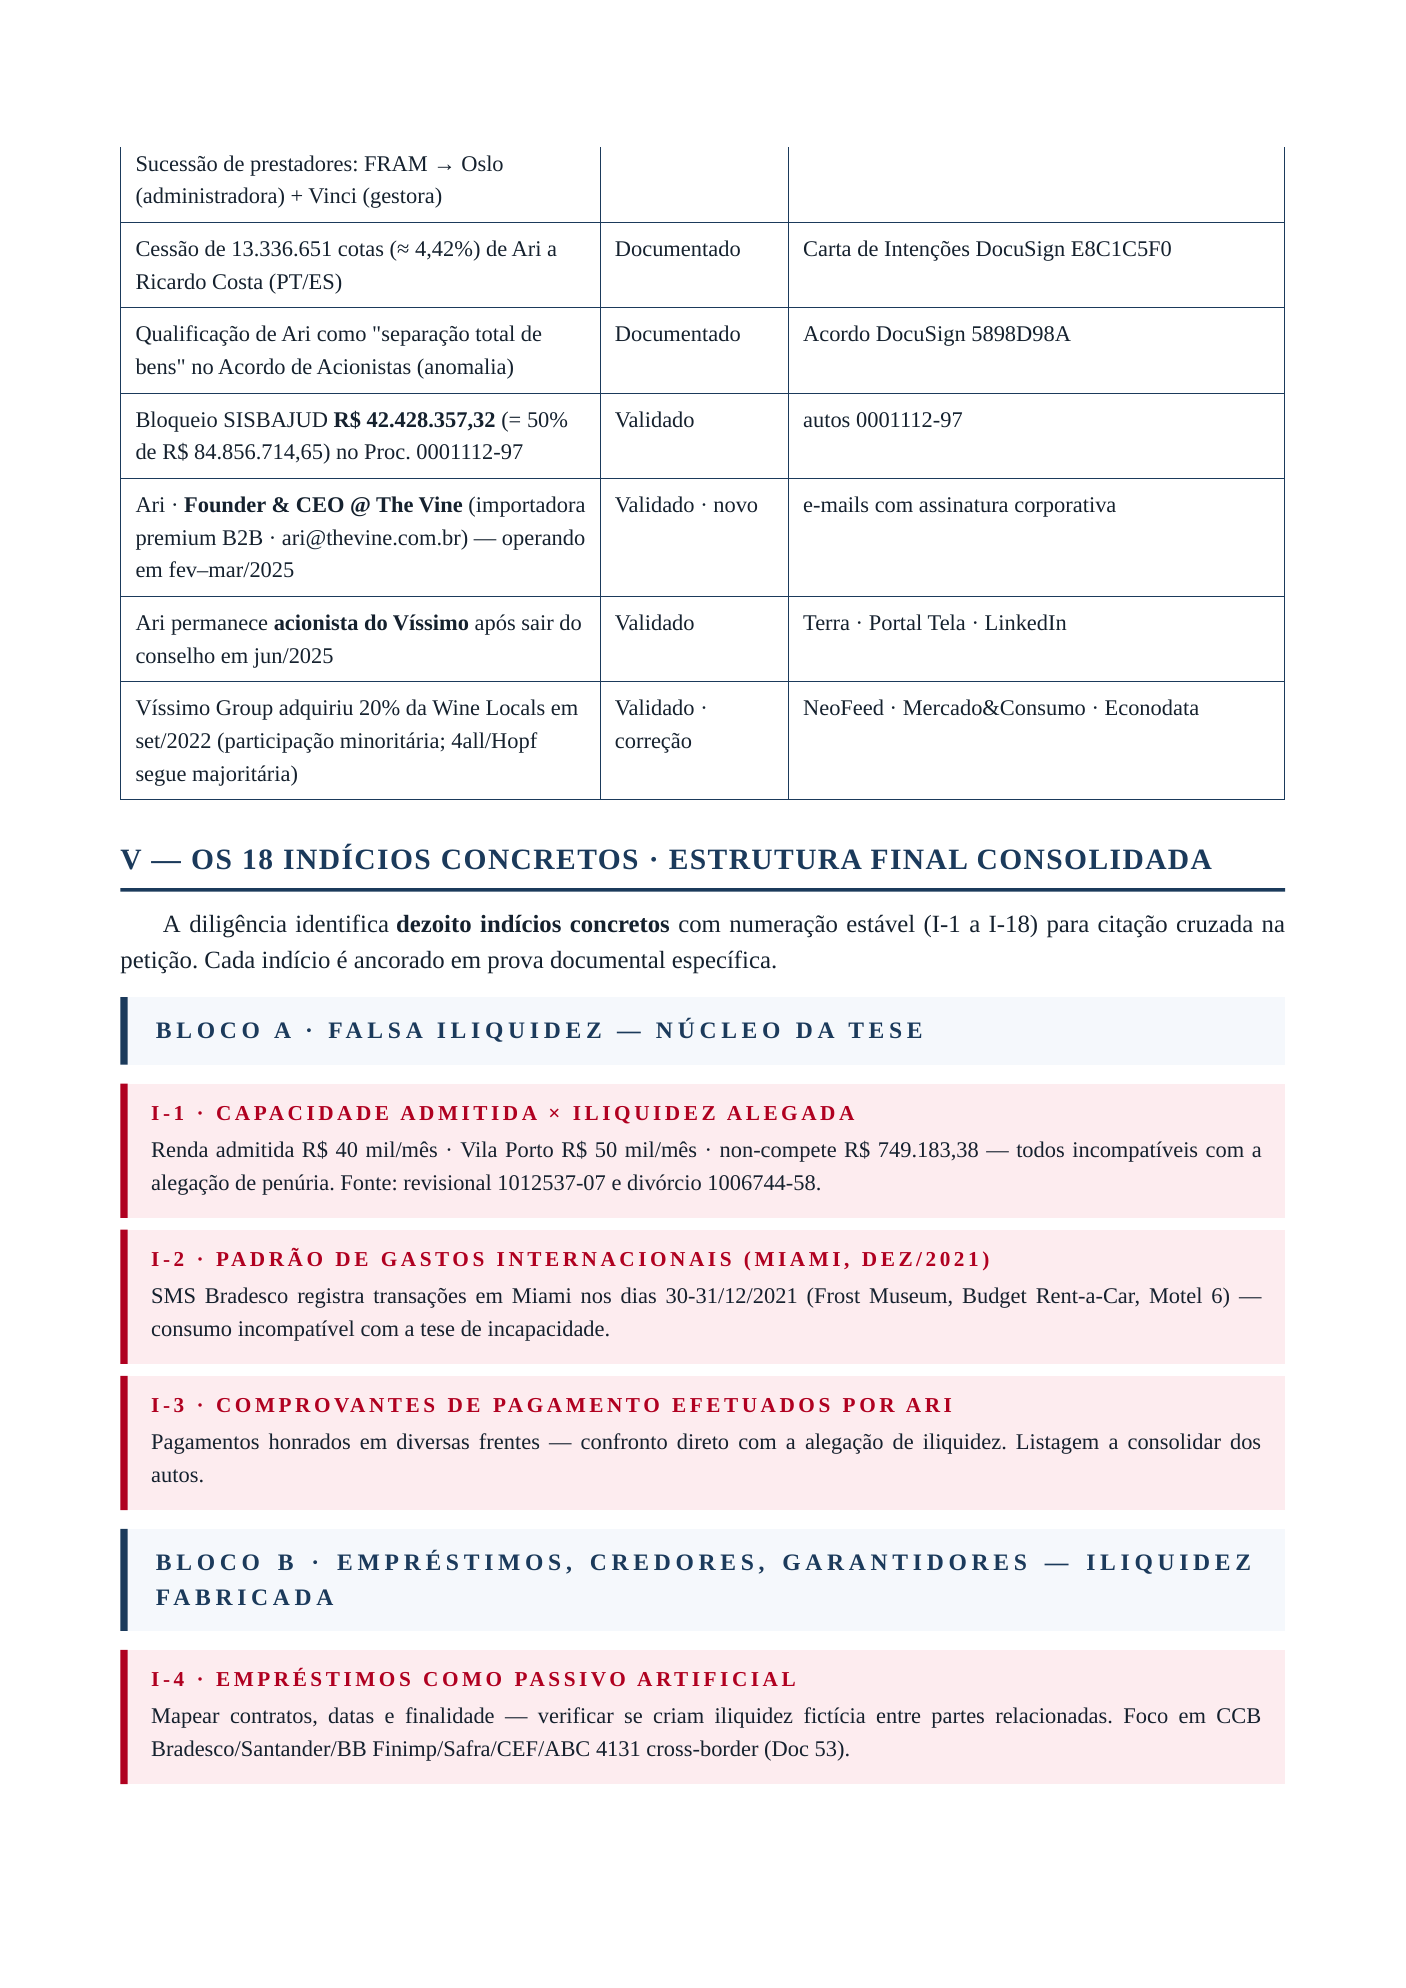 Sucessão de prestadores: FRAM → Oslo
(administradora) + Vinci (gestora)
Cessão de 13.336.651 cotas (≈ 4,42%) de Ari a
Ricardo Costa (PT/ES)
Documentado
Carta de Intenções DocuSign E8C1C5F0
Qualificação de Ari como "separação total de
bens" no Acordo de Acionistas (anomalia)
Documentado
Acordo DocuSign 5898D98A
Bloqueio SISBAJUD R$ 42.428.357,32 (= 50%
de R$ 84.856.714,65) no Proc. 0001112-97
Validado
autos 0001112-97
Ari · Founder & CEO @ The Vine (importadora
premium B2B · ari@thevine.com.br) — operando
em fev–mar/2025
Validado · novo
e-mails com assinatura corporativa
Ari permanece acionista do Víssimo após sair do
conselho em jun/2025
Validado
Terra · Portal Tela · LinkedIn
Víssimo Group adquiriu 20% da Wine Locals em
set/2022 (participação minoritária; 4all/Hopf
segue majoritária)
Validado ·
correção
NeoFeed · Mercado&Consumo · Econodata
V — OS 18 INDÍCIOS CONCRETOS · ESTRUTURA FINAL CONSOLIDADA
A diligência identifica dezoito indícios concretos com numeração estável (I-1 a I-18) para citação cruzada na
petição. Cada indício é ancorado em prova documental específica.
BLOCO A · FALSA ILIQUIDEZ — NÚCLEO DA TESE
I-1 · CAPACIDADE ADMITIDA × ILIQUIDEZ ALEGADA
Renda admitida R$ 40 mil/mês · Vila Porto R$ 50 mil/mês · non-compete R$ 749.183,38 — todos incompatíveis com a
alegação de penúria. Fonte: revisional 1012537-07 e divórcio 1006744-58.
I-2 · PADRÃO DE GASTOS INTERNACIONAIS (MIAMI, DEZ/2021)
SMS Bradesco registra transações em Miami nos dias 30-31/12/2021 (Frost Museum, Budget Rent-a-Car, Motel 6) —
consumo incompatível com a tese de incapacidade.
I-3 · COMPROVANTES DE PAGAMENTO EFETUADOS POR ARI
Pagamentos honrados em diversas frentes — confronto direto com a alegação de iliquidez. Listagem a consolidar dos
autos.
BLOCO B · EMPRÉSTIMOS, CREDORES, GARANTIDORES — ILIQUIDEZ
FABRICADA
I-4 · EMPRÉSTIMOS COMO PASSIVO ARTIFICIAL
Mapear contratos, datas e finalidade — verificar se criam iliquidez fictícia entre partes relacionadas. Foco em CCB
Bradesco/Santander/BB Finimp/Safra/CEF/ABC 4131 cross-border (Doc 53).